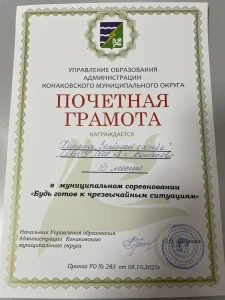 УПРАВЛЕНИЕ ОБРАЗОВАНИЯ
АДМИНИСТРАЦИИ
КОНАКОВСКОГО МУНИЦИПАЛЬНОГО ОКРУГА
ПОЧЕТНАЯ
ГРАМОТА
НАГРАЖДАЕТСЯ
место
в муниципальном соревновании
«Будь готов к чрезвычайным ситуациям»
Начальник Управления образования
Администрации Конаковского
муниципального округа
Приказ УО № 283 от 08.10.2025г